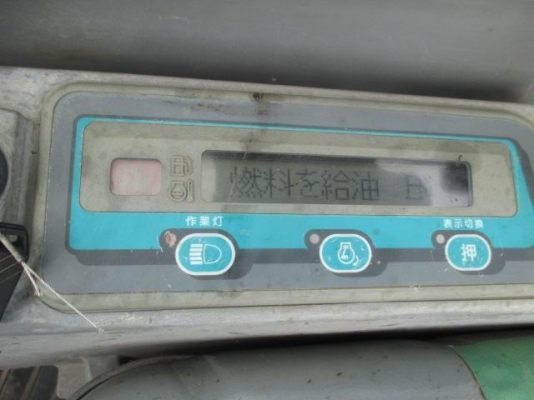 燃料を給油
作業灯
表示切換
押